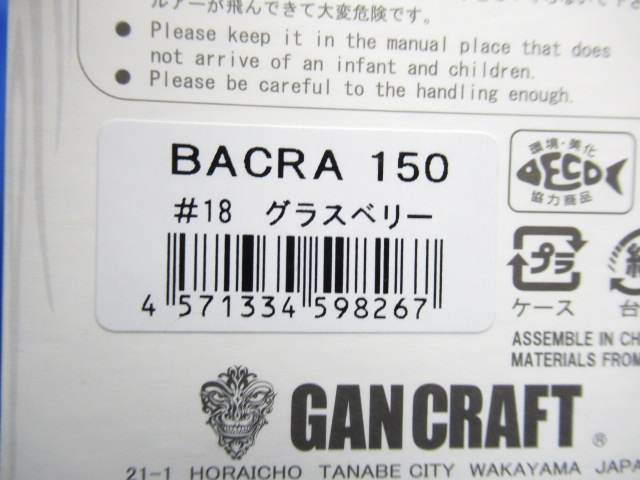 ルアーが飛んできて大変危険です。
● Please keep it in the manual place that does
not arrive of an infant and children.
● Please be careful to the handling enough.
BACRA 150
#18 グラスベリー
4 571334 598267
環境・美化
ECO
協力商品
プラ
ケース
台
ASSEMBLE IN CH
MATERIALS FROM
GAN CRAFT ®
21-1 HORAICHO TANABE CITY WAKAYAMA JAPA